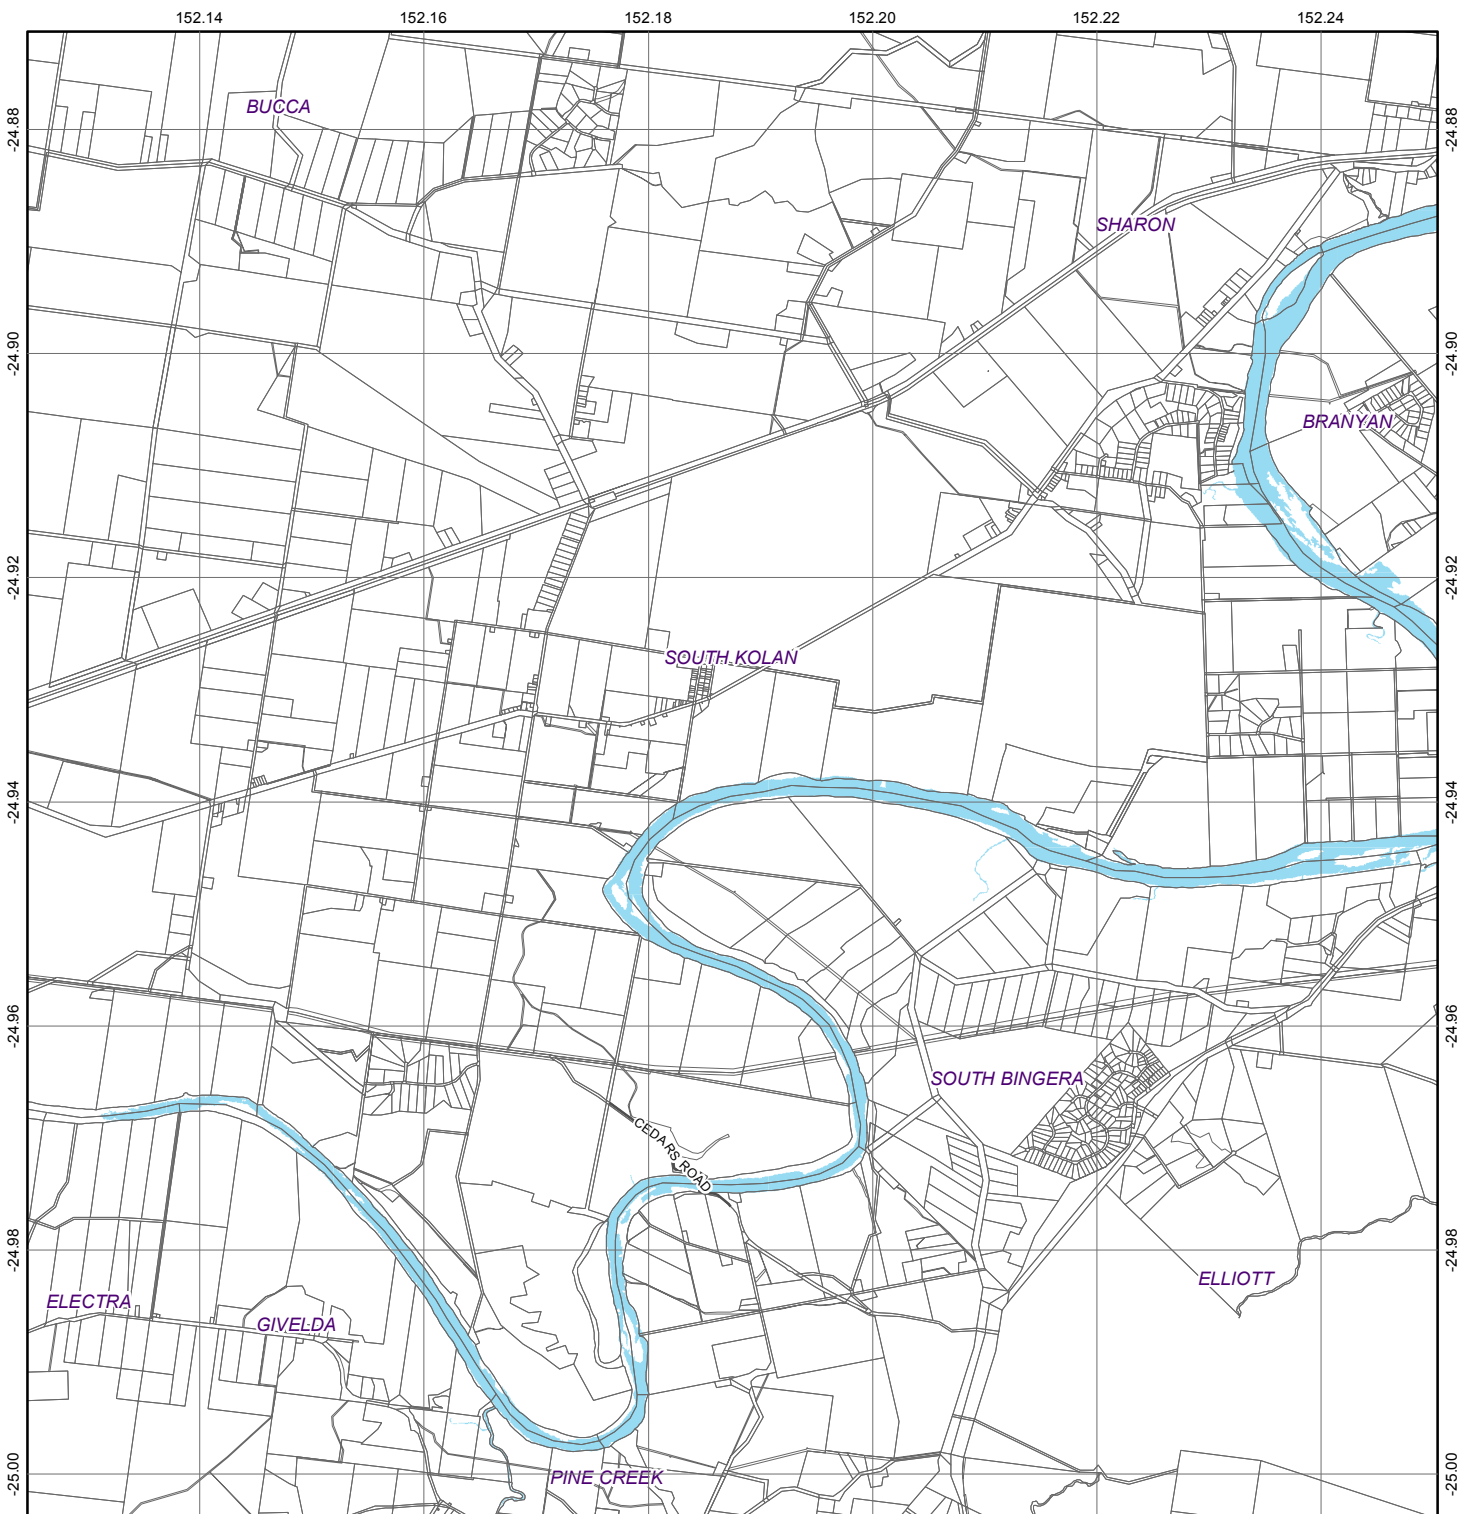 152.14 152.16 152.18 152.20 152.22 152.24
BUCCA
-24.88 -24.88
SHARON
-24.90 -24.90
BRANYAN
-24.92 -24.92
SOUTH KOLAN
-24.94 -24.94
-24.96 -24.96
SOUTH BINGERA
CEDARS ROAD
-24.98 -24.98
ELLIOTT
ELECTRA
GIVELDA
-25.00 -25.00
PINE CREEK